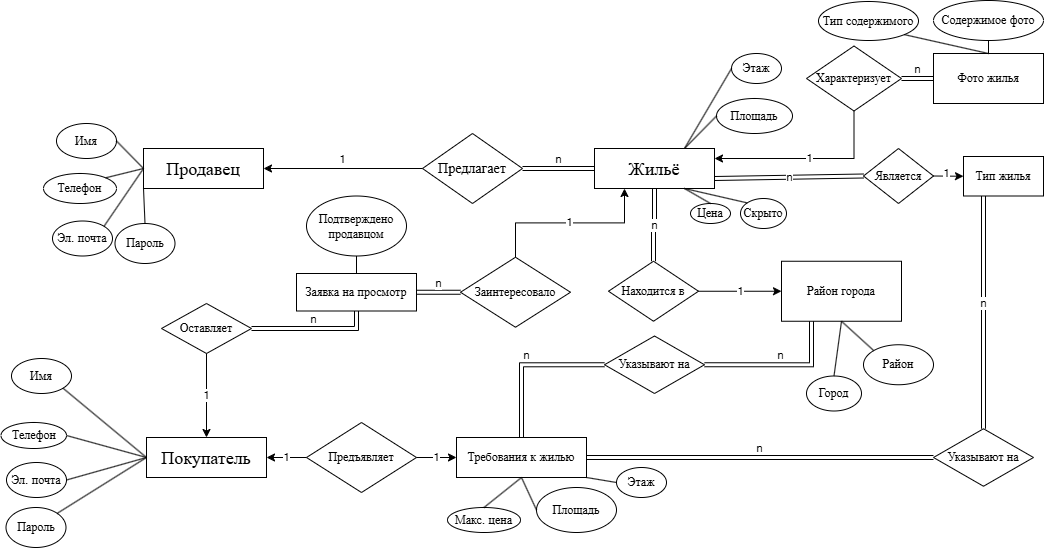 Тип содержимого
Содержимое фото
Этаж
Характеризует
n
Фото жилья
Площадь
Имя
1
Продавец
1
Предлагает
n
Жильё
n
Является
1
Тип жилья
Телефон
Эл. почта
Пароль
Цена
Скрыто
Подтверждено
продавцом
1
n
Заявка на просмотр
n
Заинтересовало
Находится в
1
Район города
n
Оставляет
n
n
Указывают на
n
Район
Город
Имя
1
Телефон
Эл. почта
Пароль
Покупатель
1
Предъявляет
1
Требования к жилью
n
Указывают на
Этаж
Площадь
Макс. цена